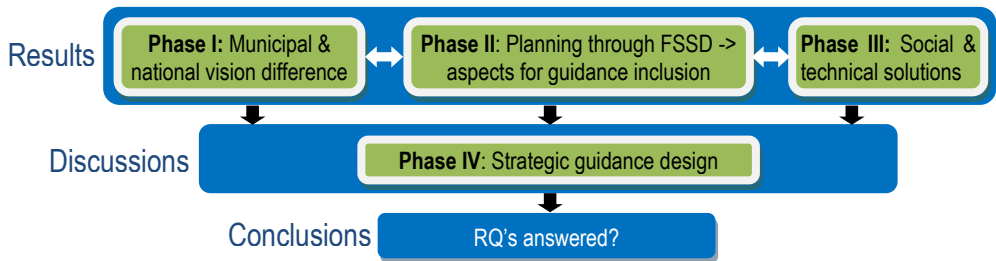 Results
Phase I: Municipal &
national vision difference
Phase II: Planning through FSSD ->
aspects for guidance inclusion
Phase III: Social &
technical solutions
Discussions
Phase IV: Strategic guidance design
Conclusions
RQ's answered?